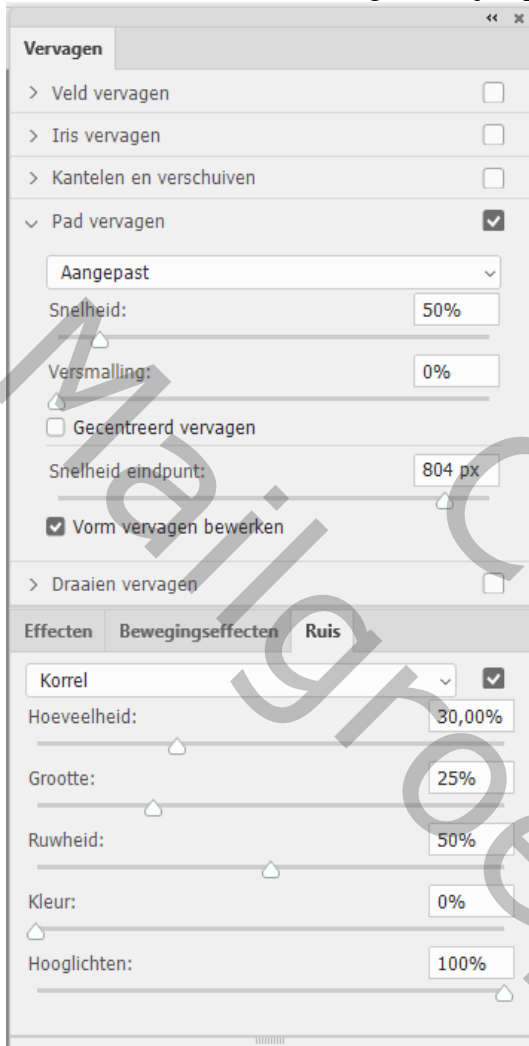 Vervagen
Veld vervagen
Iris vervagen
Kantelen en verschuiven
Pad vervagen
Aangepast
Snelheid: 50%
Versmalling: 0%
Gecentreerd vervagen
Snelheid eindpunt: 804 px
Vorm vervagen bewerken
Draaien vervagen
Effecten Bewegingseffecten Ruis
Korrel
Hoeveelheid: 30,00%
Grootte: 25%
Ruwheid: 50%
Kleur: 0%
Hooglichten: 100%